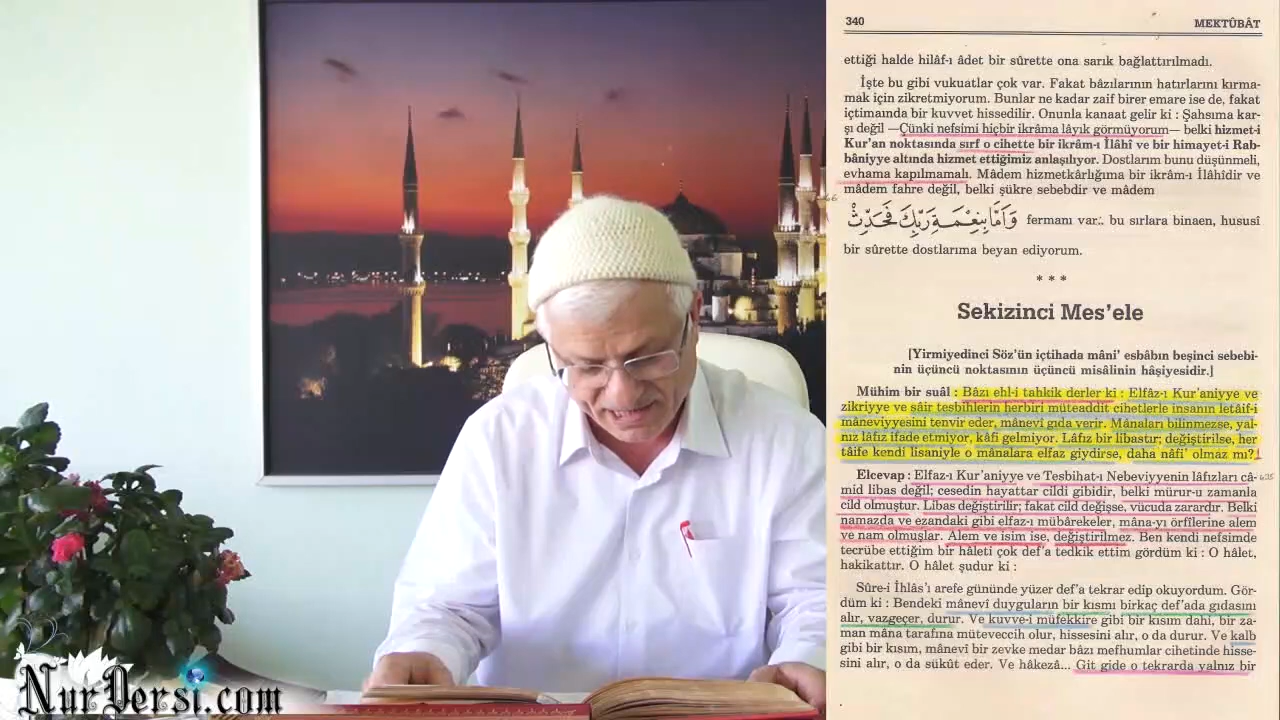 340
MEKTÛBÂT
ettiği halde hilâf-ı âdet bir sûrette ona sarık bağlattırılmadı.
İşte bu gibi vukuatlar çok var. Fakat bâzılarının hatırlarını kırma-
mak için zikretmiyorum. Bunlar ne kadar zaif birer emare ise de, fakat
içtimaında bir kuvvet hissedilir. Onunla kanaat gelir ki : Şahsıma kar-
şı değil —Çünki nefsimi hiçbir ikrâma lâyık görmüyorum— belki hizmet-i
Kur'an noktasında sırf o cihette bir ikrâm-ı İlâhî ve bir himayet-i Rab-
bâniyye altında hizmet ettiğimiz anlaşılıyor. Dostlarım bunu düşünmeli,
evhama kapılmamalı. Mâdem hizmetkârlığıma bir ikrâm-ı İlâhîdir ve
mâdem fahre değil, belki şükre sebebdir ve mâdem
وَاَمَّا بِنِعْمَةِ رَبِّكَ فَحَدِّثْ fermanı var.. bu sırlara binaen, hususî
bir sûrette dostlarıma beyan ediyorum.
* * *
Sekizinci Mes'ele
[Yirmiyedinci Söz'ün içtihada mâni' esbâbın beşinci sebebi-
nin üçüncü noktasının üçüncü misâlinin hâşiyesidir.]
Mühim bir suâl : Bâzı ehl-i tahkik derler ki : Elfâz-ı Kur'aniyye ve
zikriyye ve sâir tesbihlerin herbiri müteaddit cihetlerle insanın letâif-i
mâneviyyesini tenvir eder, mânevî gıda verir. Mânaları bilinmezse, yal-
nız lâfız ifade etmiyor, kâfi gelmiyor. Lâfız bir libastır; değiştirilse, her
tâife kendi lisaniyle o mânalara elfaz giydirse, daha nâfi' olmaz mı?
Elcevap : Elfaz-ı Kur'aniyye ve Tesbihat-ı Nebeviyyenin lâfızları câ-
mid libas değil; cesedin hayattar cildi gibidir, belki mürur-u zamanla
cild olmuştur. Libas değiştirilir; fakat cild değişse, vücuda zarardır. Belki
namazda ve ezandaki gibi elfaz-ı mübârekeler, mâna-yı örfîlerine alem
ve nam olmuşlar. Alem ve isim ise, değiştirilmez. Ben kendi nefsimde
tecrübe ettiğim bir hâleti çok def'a tedkik ettim gördüm ki : O hâlet,
hakikattır. O hâlet şudur ki :
Sûre-i İhlâs'ı arefe gününde yüzer def'a tekrar edip okuyordum. Gör-
düm ki : Bendeki mânevî duyguların bir kısmı birkaç def'ada gıdasını
alır, vazgeçer, durur. Ve kuvve-i müfekkire gibi bir kısım dahi, bir za-
man mâna tarafına müteveccih olur, hissesini alır, o da durur. Ve kalb
gibi bir kısım, mânevî bir zevke medar bâzı mefhumlar cihetinde hisse-
sini alır, o da sükût eder. Ve hâkezâ... Git gide o tekrarda yalnız bir
NurDersi.com